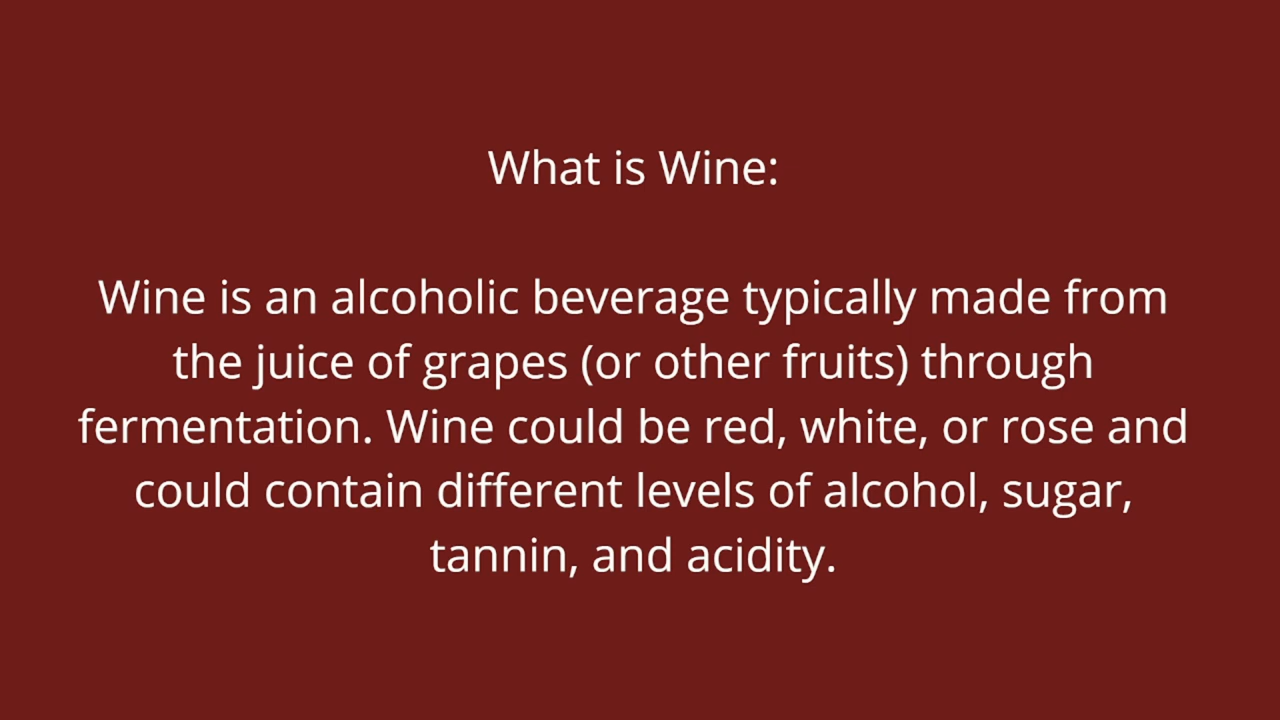 What is Wine:
Wine is an alcoholic beverage typically made from
the juice of grapes (or other fruits) through
fermentation. Wine could be red, white, or rose and
could contain different levels of alcohol, sugar,
tannin, and acidity.